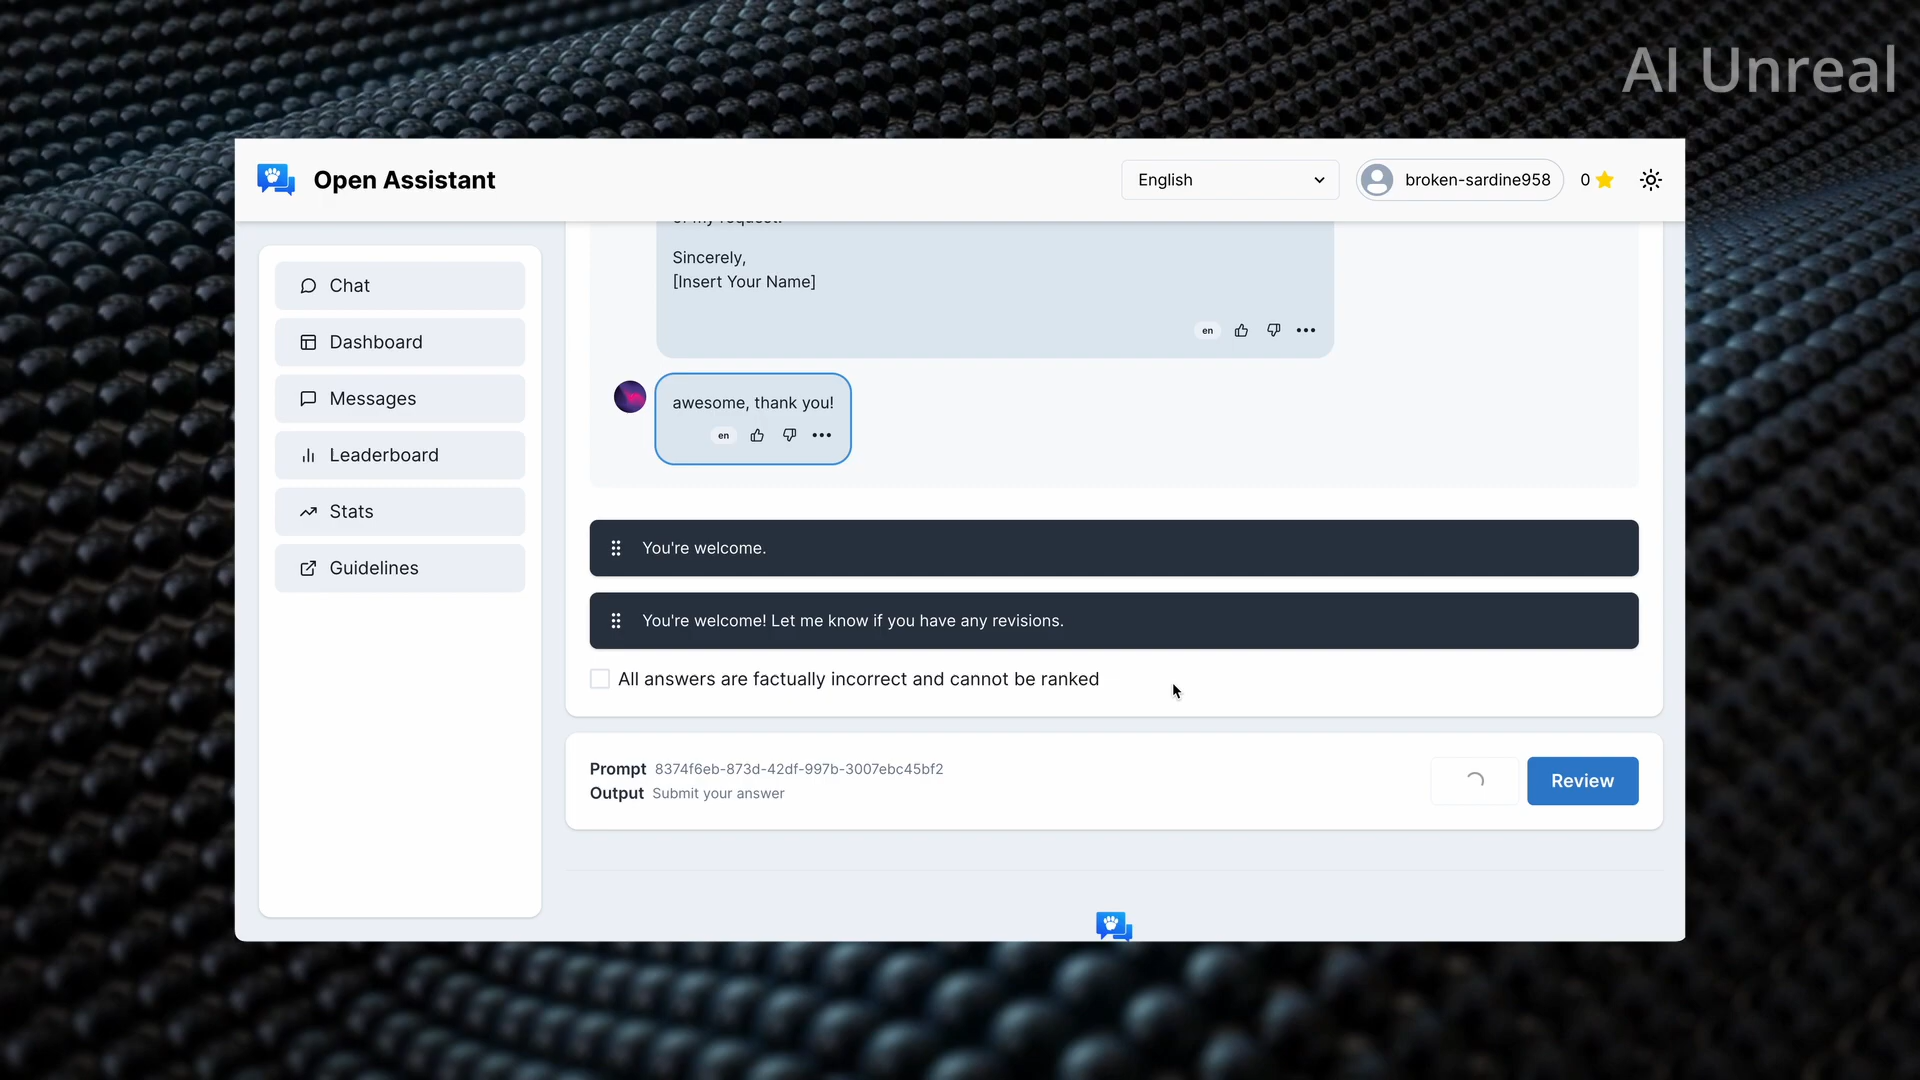 AI Unreal
Open Assistant
English
broken-sardine958
0
Chat
Dashboard
Messages
Leaderboard
Stats
Guidelines
of my request.
Sincerely,
[Insert Your Name]
en
awesome, thank you!
en
You're welcome.
You're welcome! Let me know if you have any revisions.
All answers are factually incorrect and cannot be ranked
Prompt 8374f6eb-873d-42df-997b-3007ebc45bf2
Output Submit your answer
Review